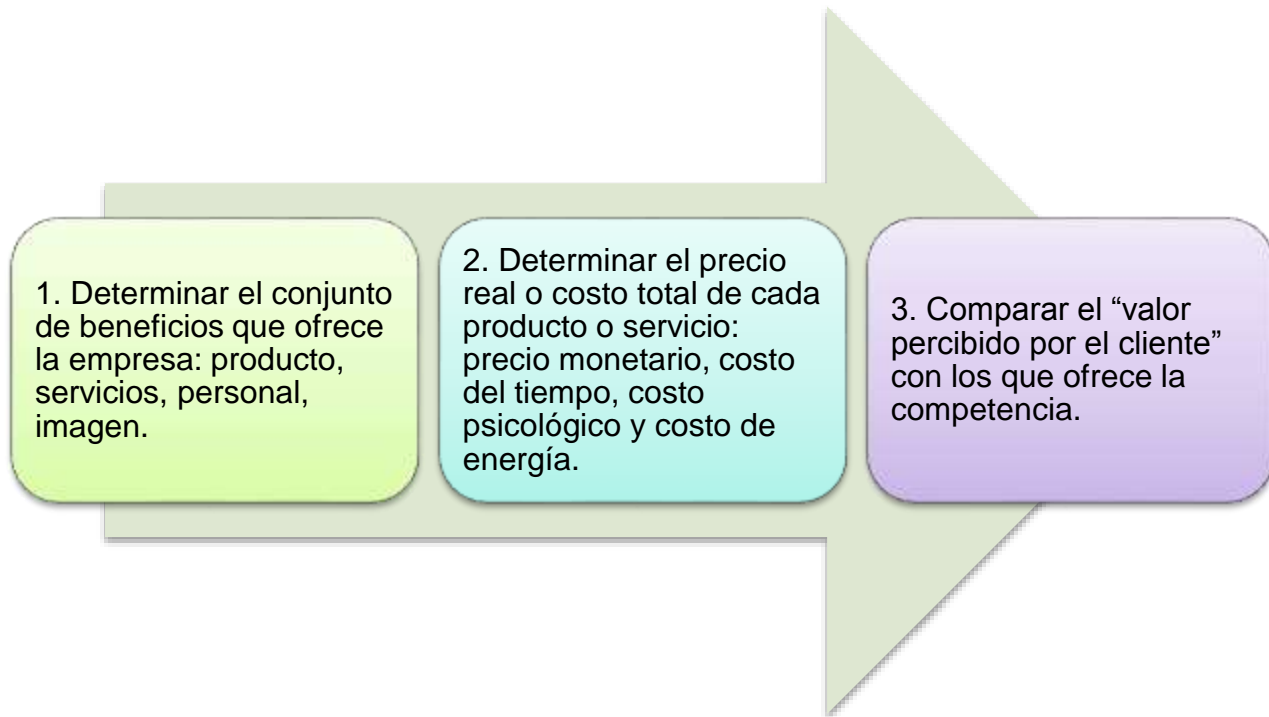 1. Determinar el conjunto
de beneficios que ofrece
la empresa: producto,
servicios, personal,
imagen.
2. Determinar el precio
real o costo total de cada
producto o servicio:
precio monetario, costo
del tiempo, costo
psicológico y costo de
energía.
3. Comparar el “valor
percibido por el cliente”
con los que ofrece la
competencia.